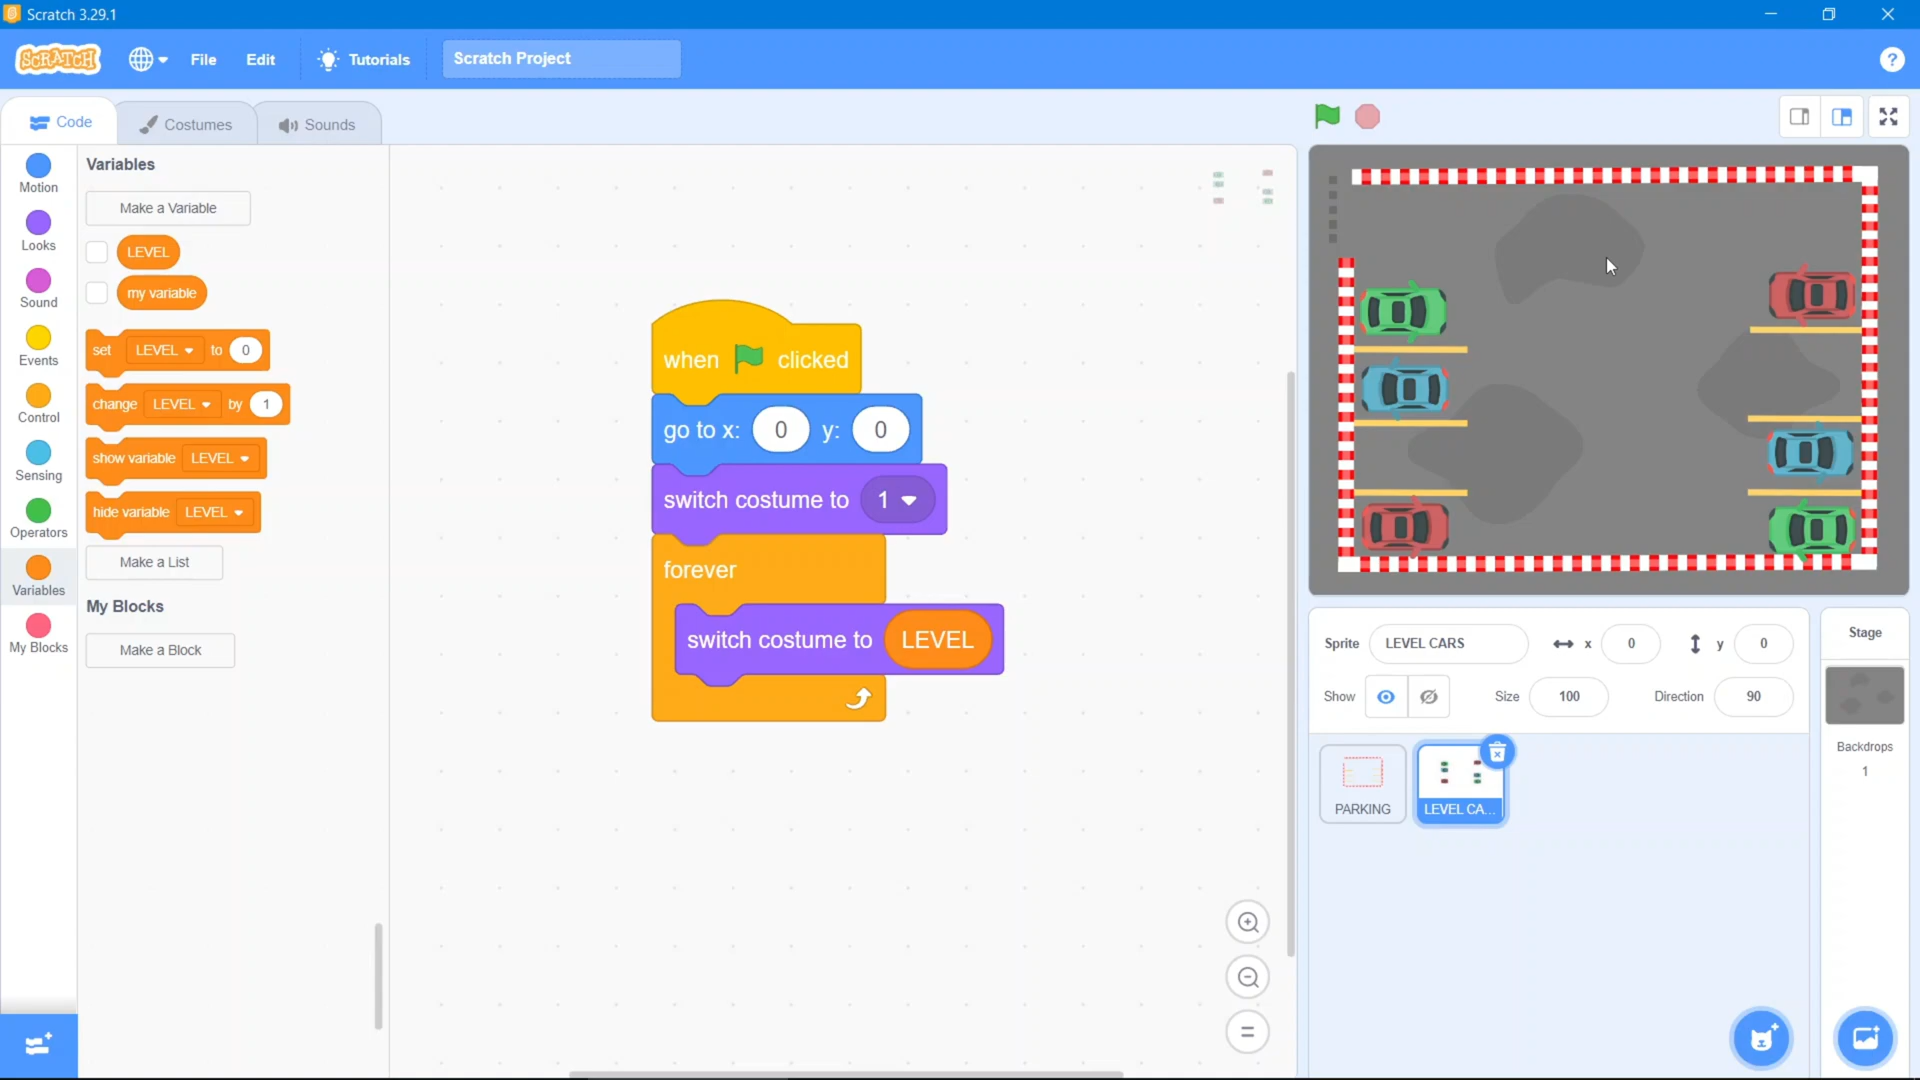 Scratch 3.29.1
SCRATCH
File
Edit
Tutorials
Scratch Project
?
Code
Costumes
Sounds
Motion
Looks
Sound
Events
Control
Sensing
Operators
Variables
My Blocks
Variables
Make a Variable
LEVEL
my variable
set LEVEL to 0
change LEVEL by 1
show variable LEVEL
hide variable LEVEL
Make a List
My Blocks
Make a Block
when clicked
go to x: 0 y: 0
switch costume to 1
forever
switch costume to LEVEL
Sprite LEVEL CARS x 0 y 0
Show Size 100 Direction 90
PARKING
LEVEL CA...
Stage
Backdrops
1